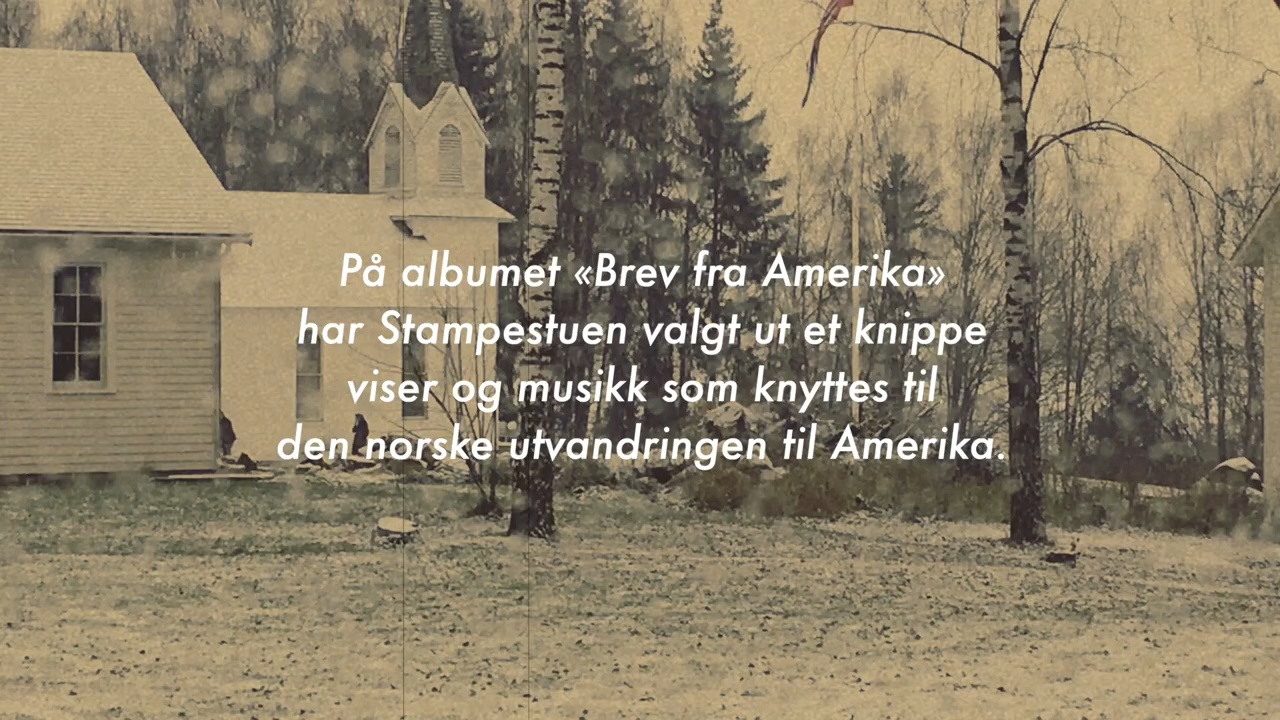 På albumet «Brev fra Amerika»
har Stampestuen valgt ut et knippe
viser og musikk som knyttes til
den norske utvandringen til Amerika.